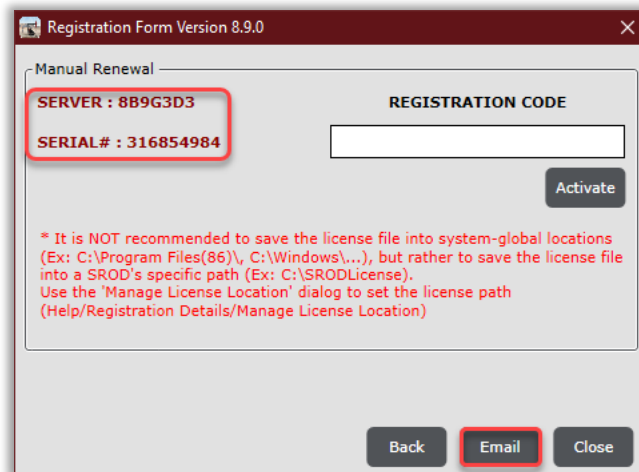 Registration Form Version 8.9.0
Manual Renewal
SERVER : 8B9G3D3
REGISTRATION CODE
SERIAL# : 316854984
Activate
* It is NOT recommended to save the license file into system-global locations
(Ex: C:\Program Files(86)\, C:\Windows\...), but rather to save the license file
into a SROD's specific path (Ex: C:\SRODLicense).
Use the 'Manage License Location' dialog to set the license path
(Help/Registration Details/Manage License Location)
Back
Email
Close